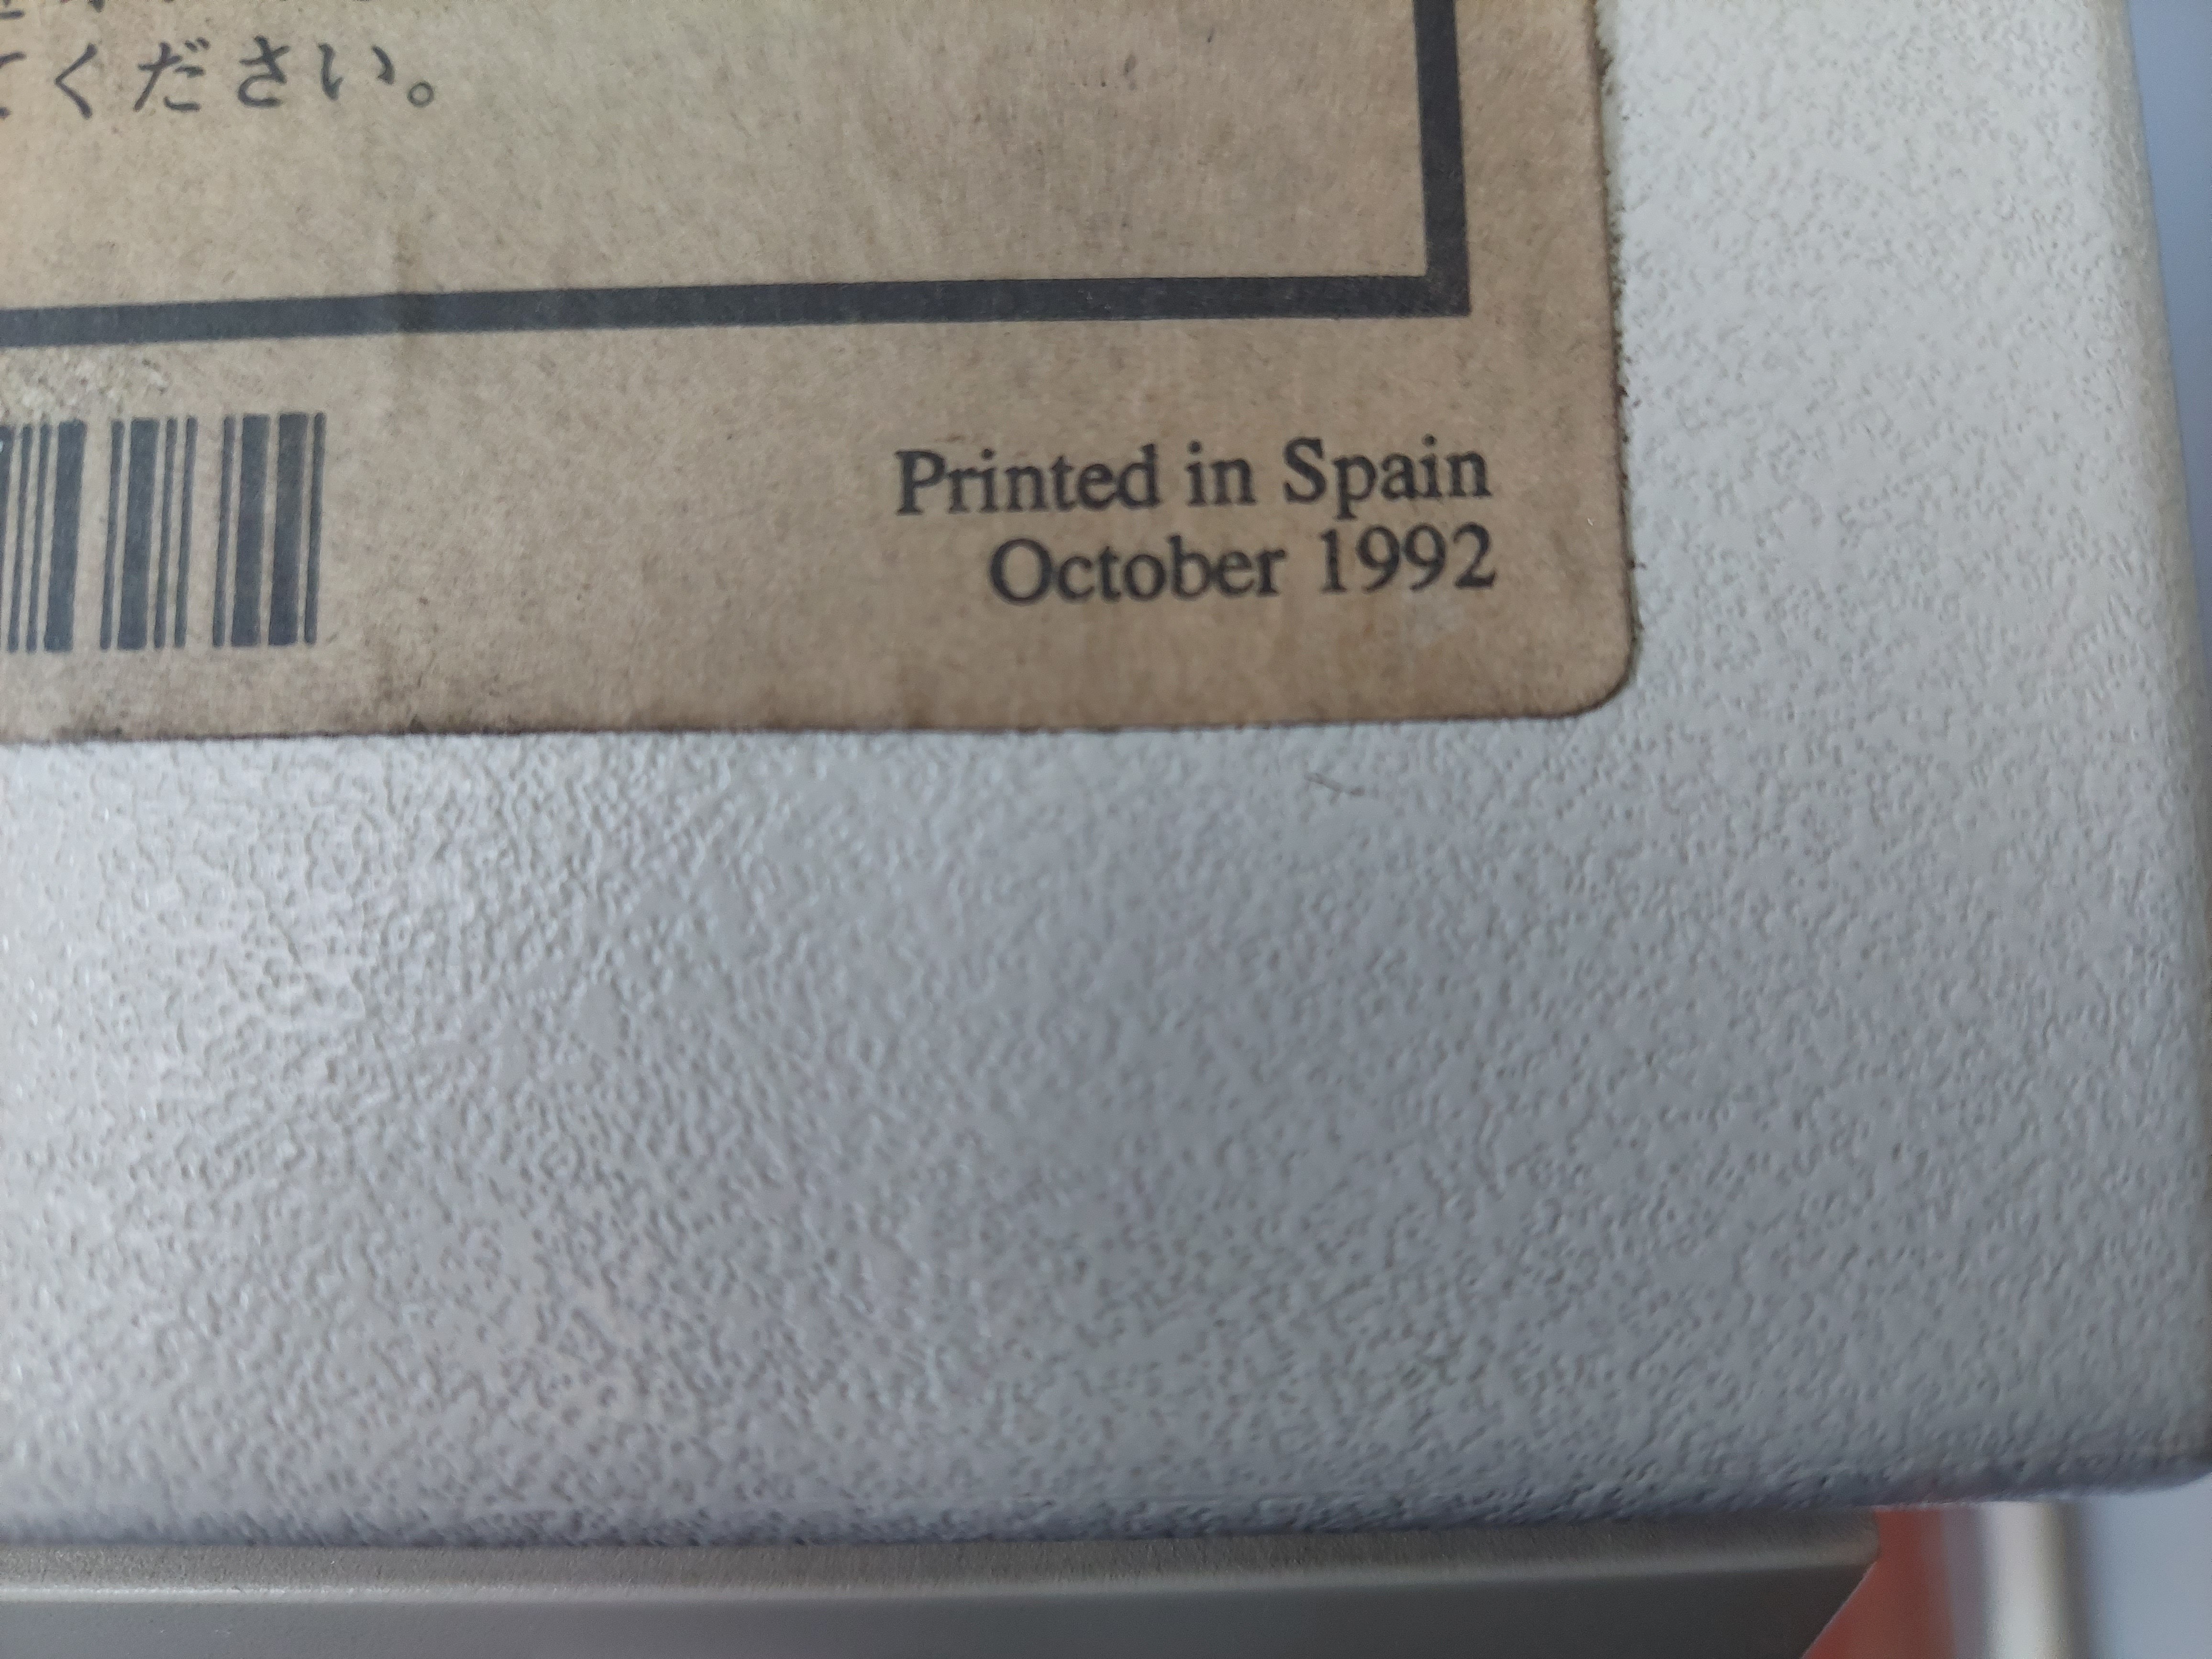 てください。
Printed in Spain
October 1992